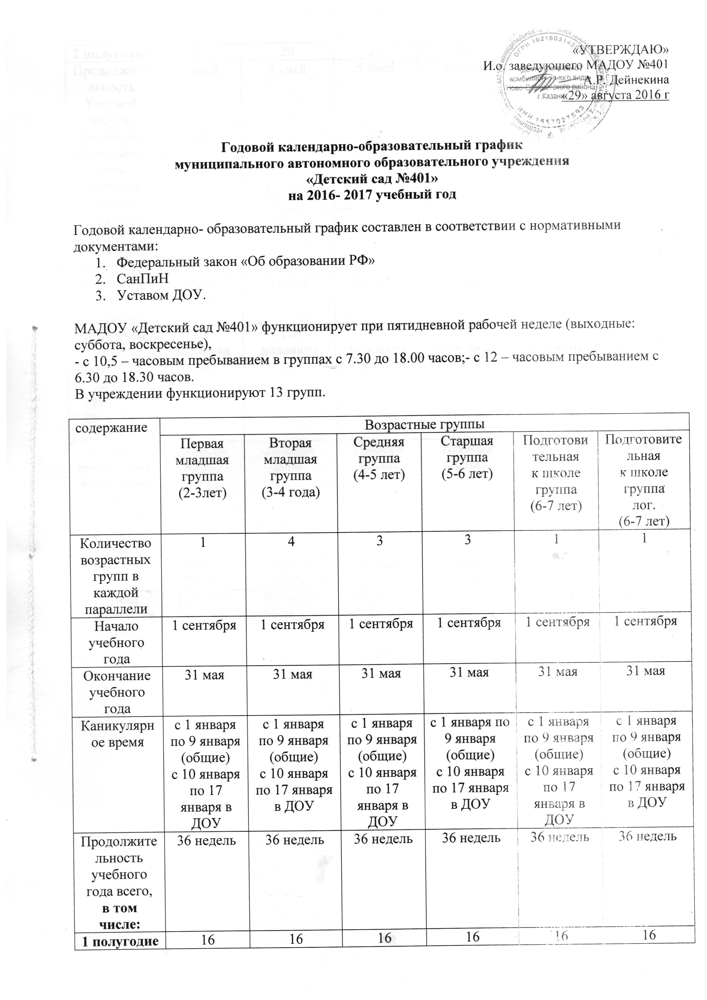 «УТВЕРЖДАЮ»
И.о. заведующего МАДОУ №401
А.Р. Дейнекина
«29» августа 2016 г
ОГРН
комбинированного вида»
Ново-Савиновского района
г.Казани
ИНН 1657027593
Годовой календарно-образовательный график
муниципального автономного образовательного учреждения
«Детский сад №401»
на 2016- 2017 учебный год
Годовой календарно- образовательный график составлен в соответствии с нормативными
документами:
1. Федеральный закон «Об образовании РФ»
2. СанПиН
3. Уставом ДОУ.
МАДОУ «Детский сад №401» функционирует при пятидневной рабочей неделе (выходные:
суббота, воскресенье),
- с 10,5 – часовым пребыванием в группах с 7.30 до 18.00 часов;- с 12 – часовым пребыванием с
6.30 до 18.30 часов.
В учреждении функционируют 13 групп.
содержание
Возрастные группы
Первая
младшая
группа
(2-3лет)
Вторая
младшая
группа
(3-4 года)
Средняя
группа
(4-5 лет)
Старшая
группа
(5-6 лет)
Подготови
тельная
к школе
группа
(6-7 лет)
Подготовите
льная
к школе
группа
лог.
(6-7 лет)
Количество
возрастных
групп в
каждой
параллели
1
4
3
3
1
1
Начало
учебного
года
1 сентября
1 сентября
1 сентября
1 сентября
1 сентября
1 сентября
Окончание
учебного
года
31 мая
31 мая
31 мая
31 мая
31 мая
31 мая
Каникулярн
ое время
с 1 января
по 9 января
(общие)
с 10 января
по 17
января в
ДОУ
с 1 января
по 9 января
(общие)
с 10 января
по 17 января
в ДОУ
с 1 января
по 9 января
(общие)
с 10 января
по 17
января в
ДОУ
с 1 января по
9 января
(общие)
с 10 января
по 17 января
в ДОУ
с 1 января
по 9 января
(общие)
с 10 января
по 17
января в
ДОУ
с 1 января
по 9 января
(общие)
с 10 января
по 17 января
в ДОУ
Продолжите
льность
учебного
года всего,
в том
числе:
36 недель
36 недель
36 недель
36 недель
36 недель
36 недель
1 полугодие
16
16
16
16
16
16